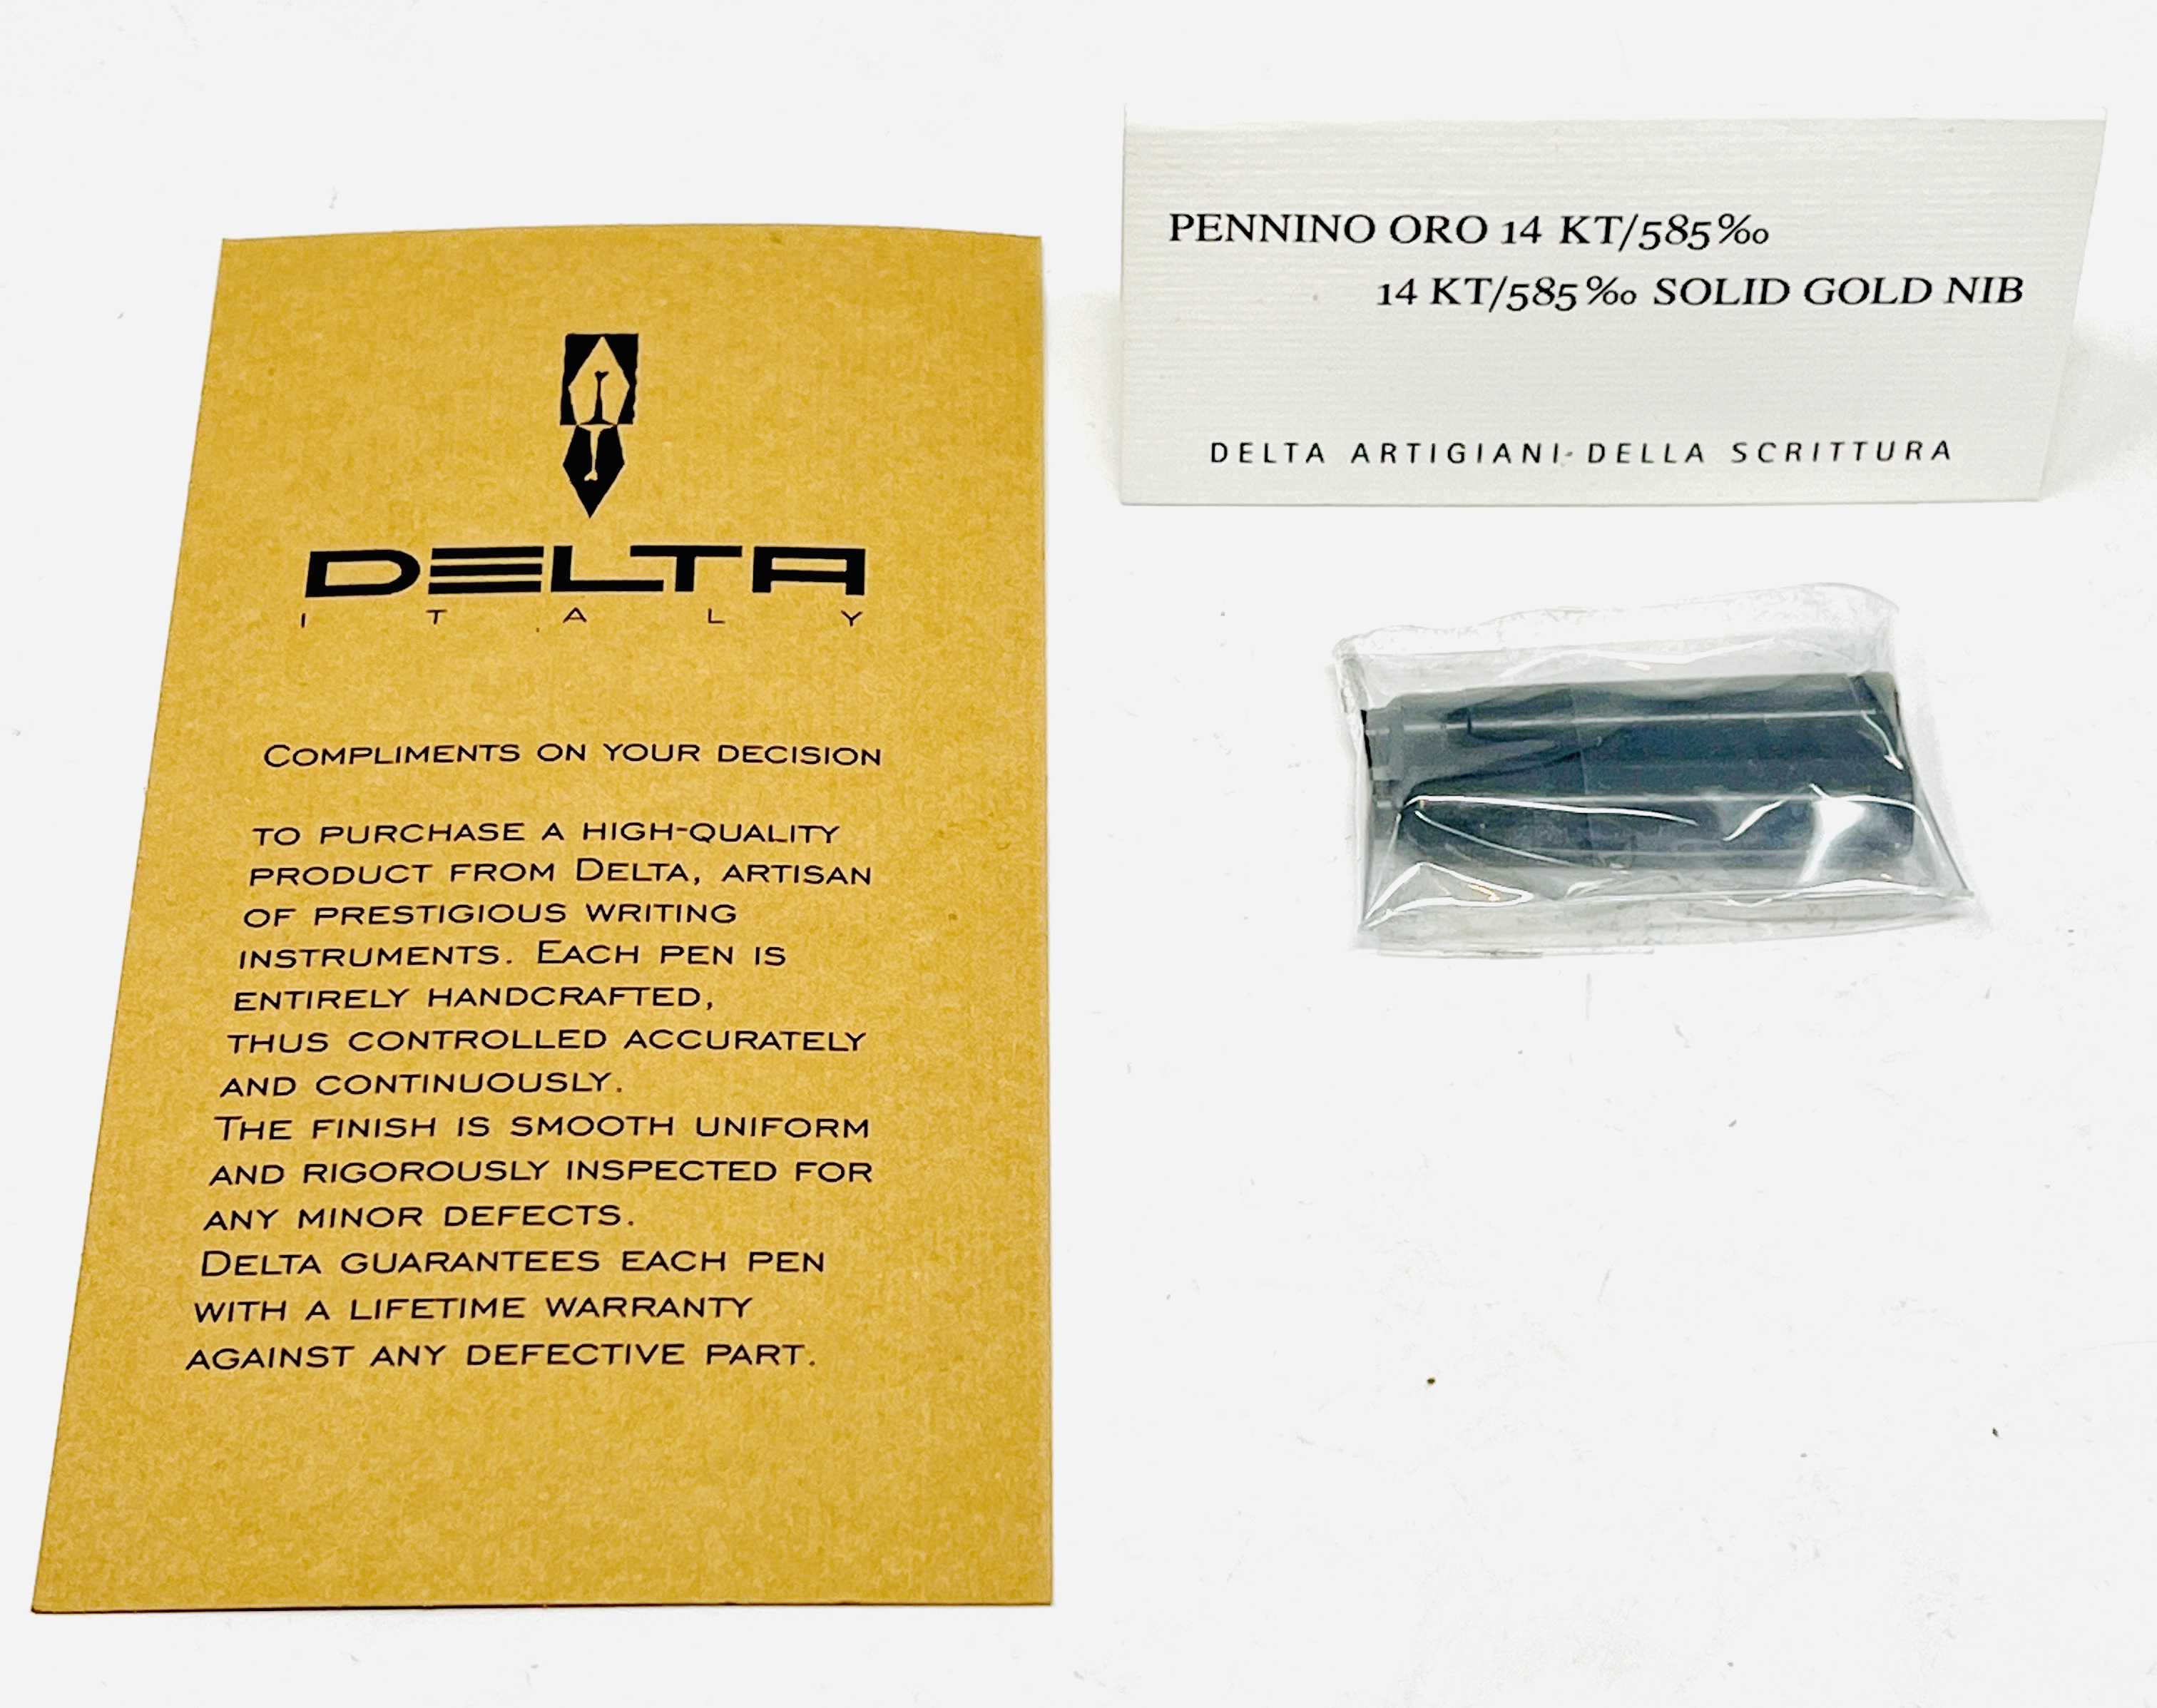 DELTA
ITALY
COMPLIMENTS ON YOUR DECISION
TO PURCHASE A HIGH-QUALITY
PRODUCT FROM DELTA, ARTISAN
OF PRESTIGIOUS WRITING
INSTRUMENTS. EACH PEN IS
ENTIRELY HANDCRAFTED,
THUS CONTROLLED ACCURATELY
AND CONTINUOUSLY.
THE FINISH IS SMOOTH UNIFORM
AND RIGOROUSLY INSPECTED FOR
ANY MINOR DEFECTS.
DELTA GUARANTEES EACH PEN
WITH A LIFETIME WARRANTY
AGAINST ANY DEFECTIVE PART.
PENNINO ORO 14 KT/585‰
14 KT/585‰ SOLID GOLD NIB
DELTA ARTIGIANI DELLA SCRITTURA